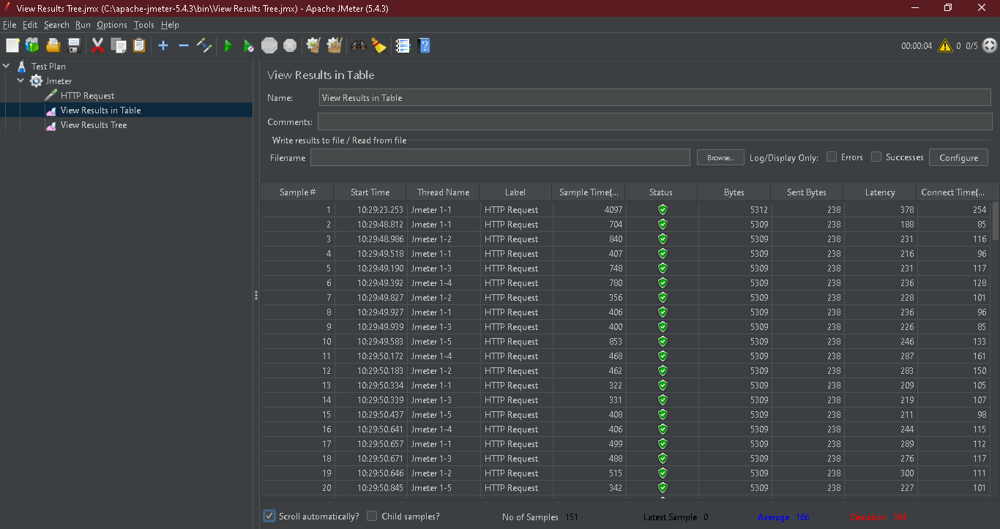 View Results Tree.jmx (C:\apache-jmeter-5.4.3\bin\View Results Tree.jmx) - Apache JMeter (5.4.3)
File Edit Search Run Options Tools Help
STOP 00:00:04 0 0/5
Test Plan
Jmeter
HTTP Request
View Results in Table
View Results Tree
View Results in Table
Name: View Results in Table
Comments:
Write results to file / Read from file
Filename Browse... Log/Display Only: Errors Successes Configure
Sample # Start Time Thread Name Label Sample Time(... Status Bytes Sent Bytes Latency Connect Time(...
1 10:29:23.253 Jmeter 1-1 HTTP Request 4097 5312 238 378 254
2 10:29:48.812 Jmeter 1-1 HTTP Request 704 5309 238 188 85
3 10:29:48.986 Jmeter 1-2 HTTP Request 840 5309 238 231 116
4 10:29:49.518 Jmeter 1-1 HTTP Request 407 5309 238 216 96
5 10:29:49.190 Jmeter 1-3 HTTP Request 748 5309 238 231 117
6 10:29:49.392 Jmeter 1-4 HTTP Request 780 5309 238 236 128
7 10:29:49.827 Jmeter 1-2 HTTP Request 356 5309 238 228 101
8 10:29:49.927 Jmeter 1-1 HTTP Request 406 5309 238 236 96
9 10:29:49.939 Jmeter 1-3 HTTP Request 400 5309 238 226 85
10 10:29:49.583 Jmeter 1-5 HTTP Request 853 5309 238 246 133
11 10:29:50.172 Jmeter 1-4 HTTP Request 468 5309 238 287 161
12 10:29:50.183 Jmeter 1-2 HTTP Request 462 5309 238 283 150
13 10:29:50.334 Jmeter 1-1 HTTP Request 322 5309 238 209 105
14 10:29:50.339 Jmeter 1-3 HTTP Request 331 5309 238 219 107
15 10:29:50.437 Jmeter 1-5 HTTP Request 408 5309 238 211 98
16 10:29:50.641 Jmeter 1-4 HTTP Request 406 5309 238 244 115
17 10:29:50.657 Jmeter 1-1 HTTP Request 499 5309 238 289 112
18 10:29:50.671 Jmeter 1-3 HTTP Request 488 5309 238 276 117
19 10:29:50.646 Jmeter 1-2 HTTP Request 515 5309 238 300 111
20 10:29:50.845 Jmeter 1-5 HTTP Request 342 5309 238 227 101
Scroll automatically? Child samples? No of Samples 151 Latest Sample 0 Average 166 Deviation 384